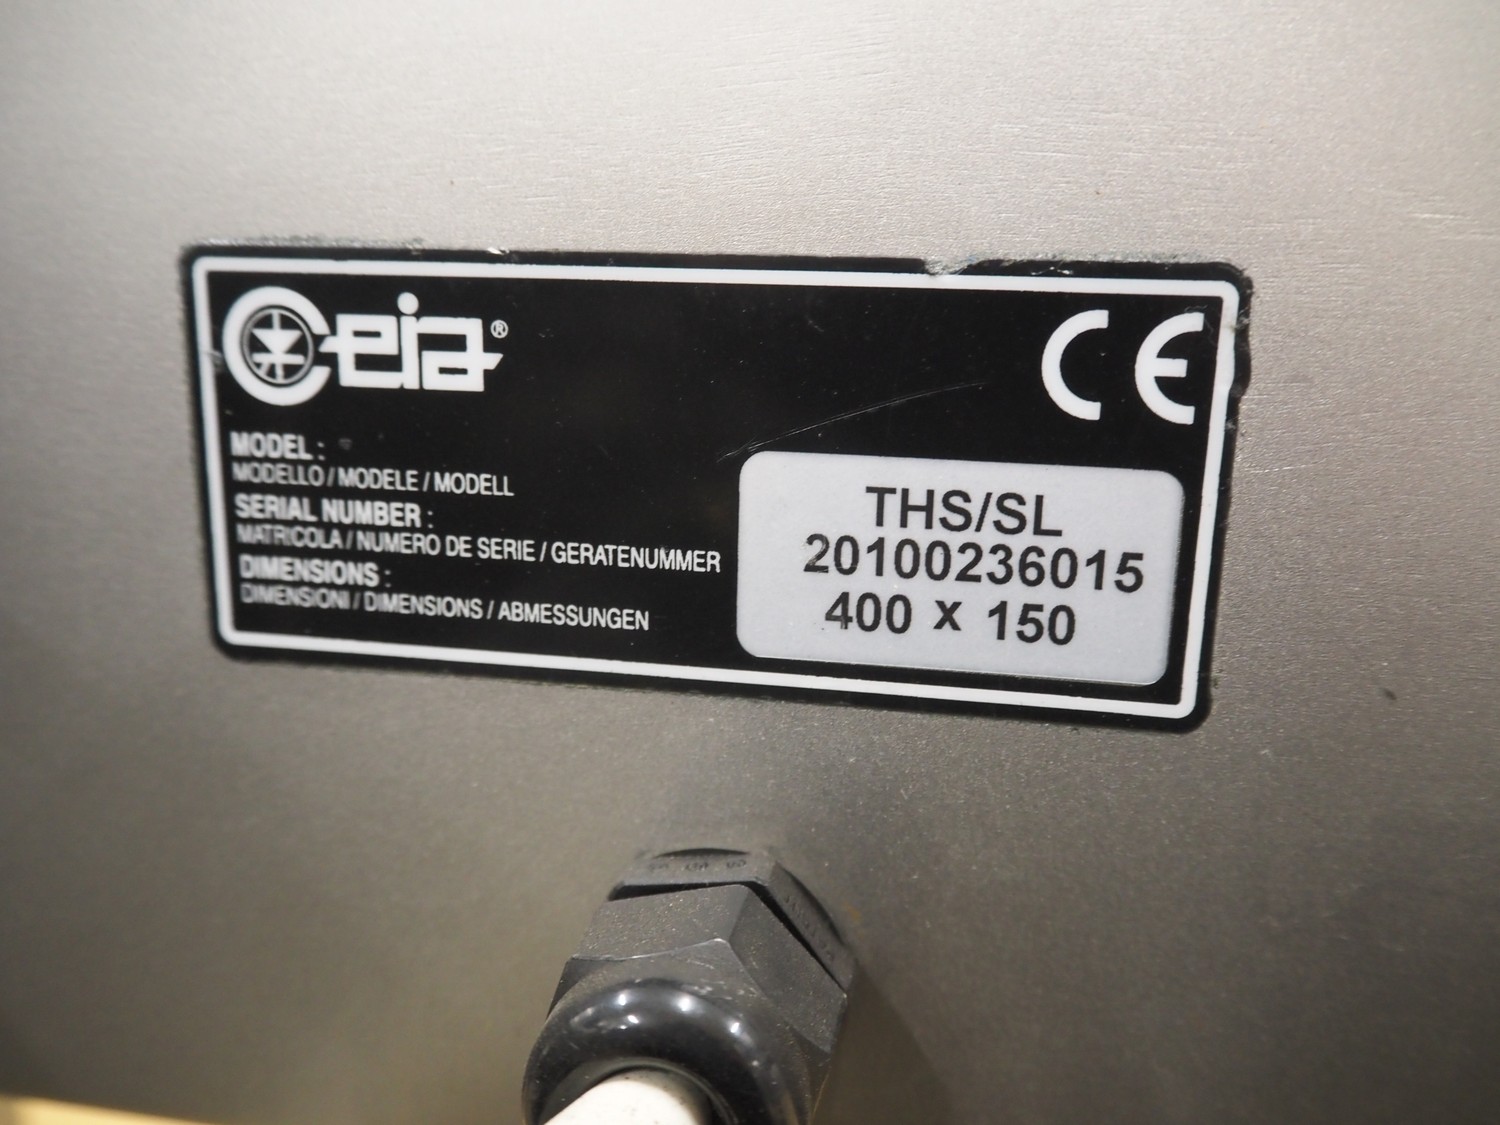 Ceia®
CE
MODEL :
MODELLO / MODELE / MODELL
THS/SL
SERIAL NUMBER :
MATRICOLA / NUMERO DE SERIE / GERATENUMMER
20100236015
DIMENSIONS :
DIMENSIONI / DIMENSIONS / ABMESSUNGEN
400 x 150